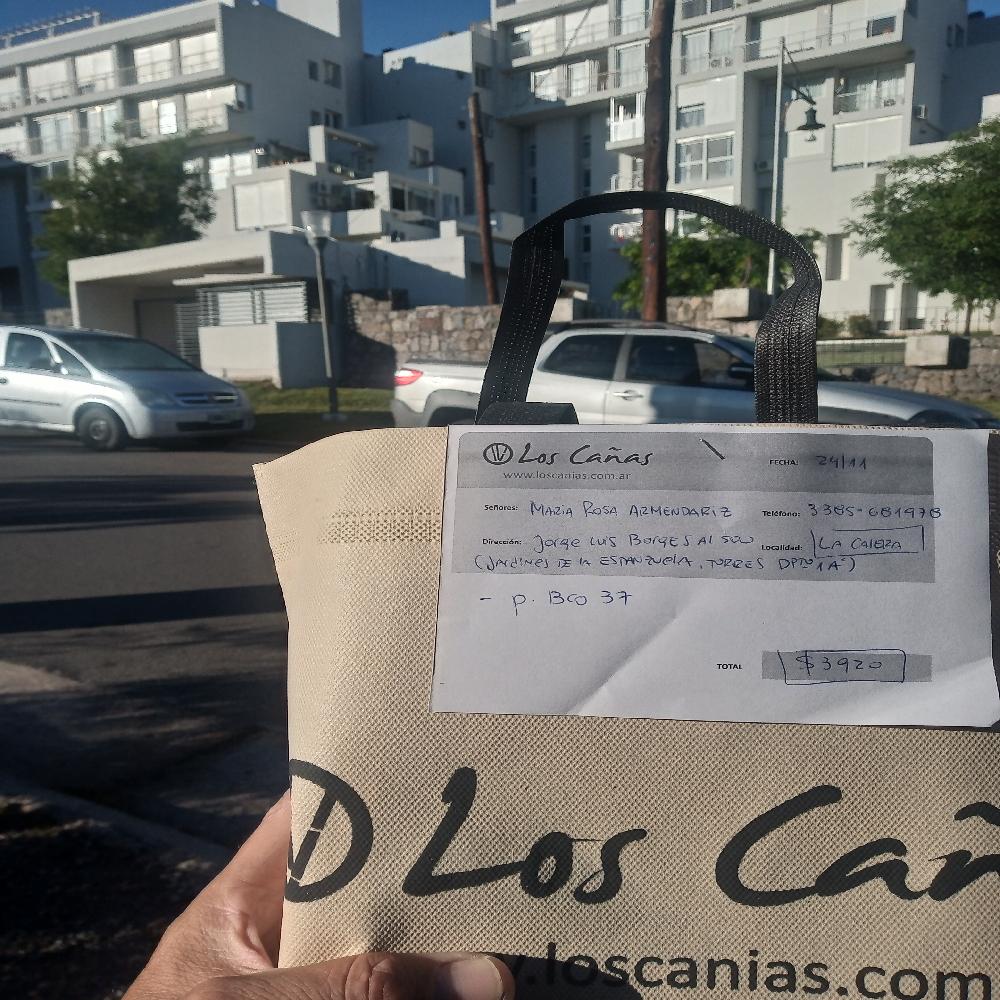 Los Cañas
FECHA: 24/11
www.loscanias.com.ar
Señores: MARIA ROSA ARMENDARIZ Teléfono: 3385-681978
Dirección: Jorge Luis Borges AL 500 Localidad: LA CALERA
(JARDINES DE LA ESTANZUELA, TORRES DPTO 1 "A")
- p. Bco 37
TOTAL $3920
Los Cañ
.loscanias.com